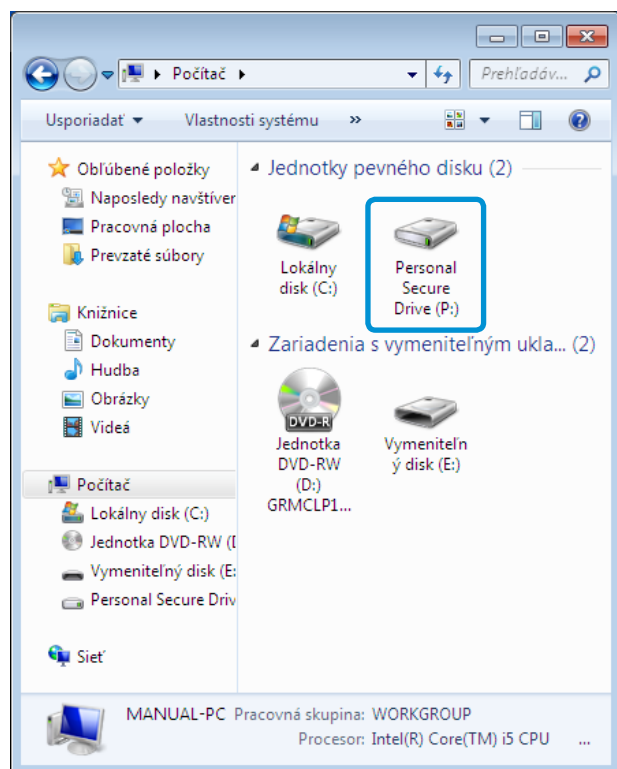 Počítač
Prehľadáv...
Usporiadať
Vlastnosti systému
»
Obľúbené položky
Naposledy navštíver
Pracovná plocha
Prevzaté súbory
Knižnice
Dokumenty
Hudba
Obrázky
Videá
Počítač
Lokálny disk (C:)
Jednotka DVD-RW (D
Vymeniteľný disk (E:
Personal Secure Driv
Sieť
Jednotky pevného disku (2)
Lokálny
disk (C:)
Personal
Secure
Drive (P:)
Zariadenia s vymeniteľným ukla... (2)
DVD-R
Jednotka
DVD-RW
(D:)
GRMCLP1...
Vymeniteľn
ý disk (E:)
MANUAL-PC Pracovná skupina: WORKGROUP
Procesor: Intel(R) Core(TM) i5 CPU ...